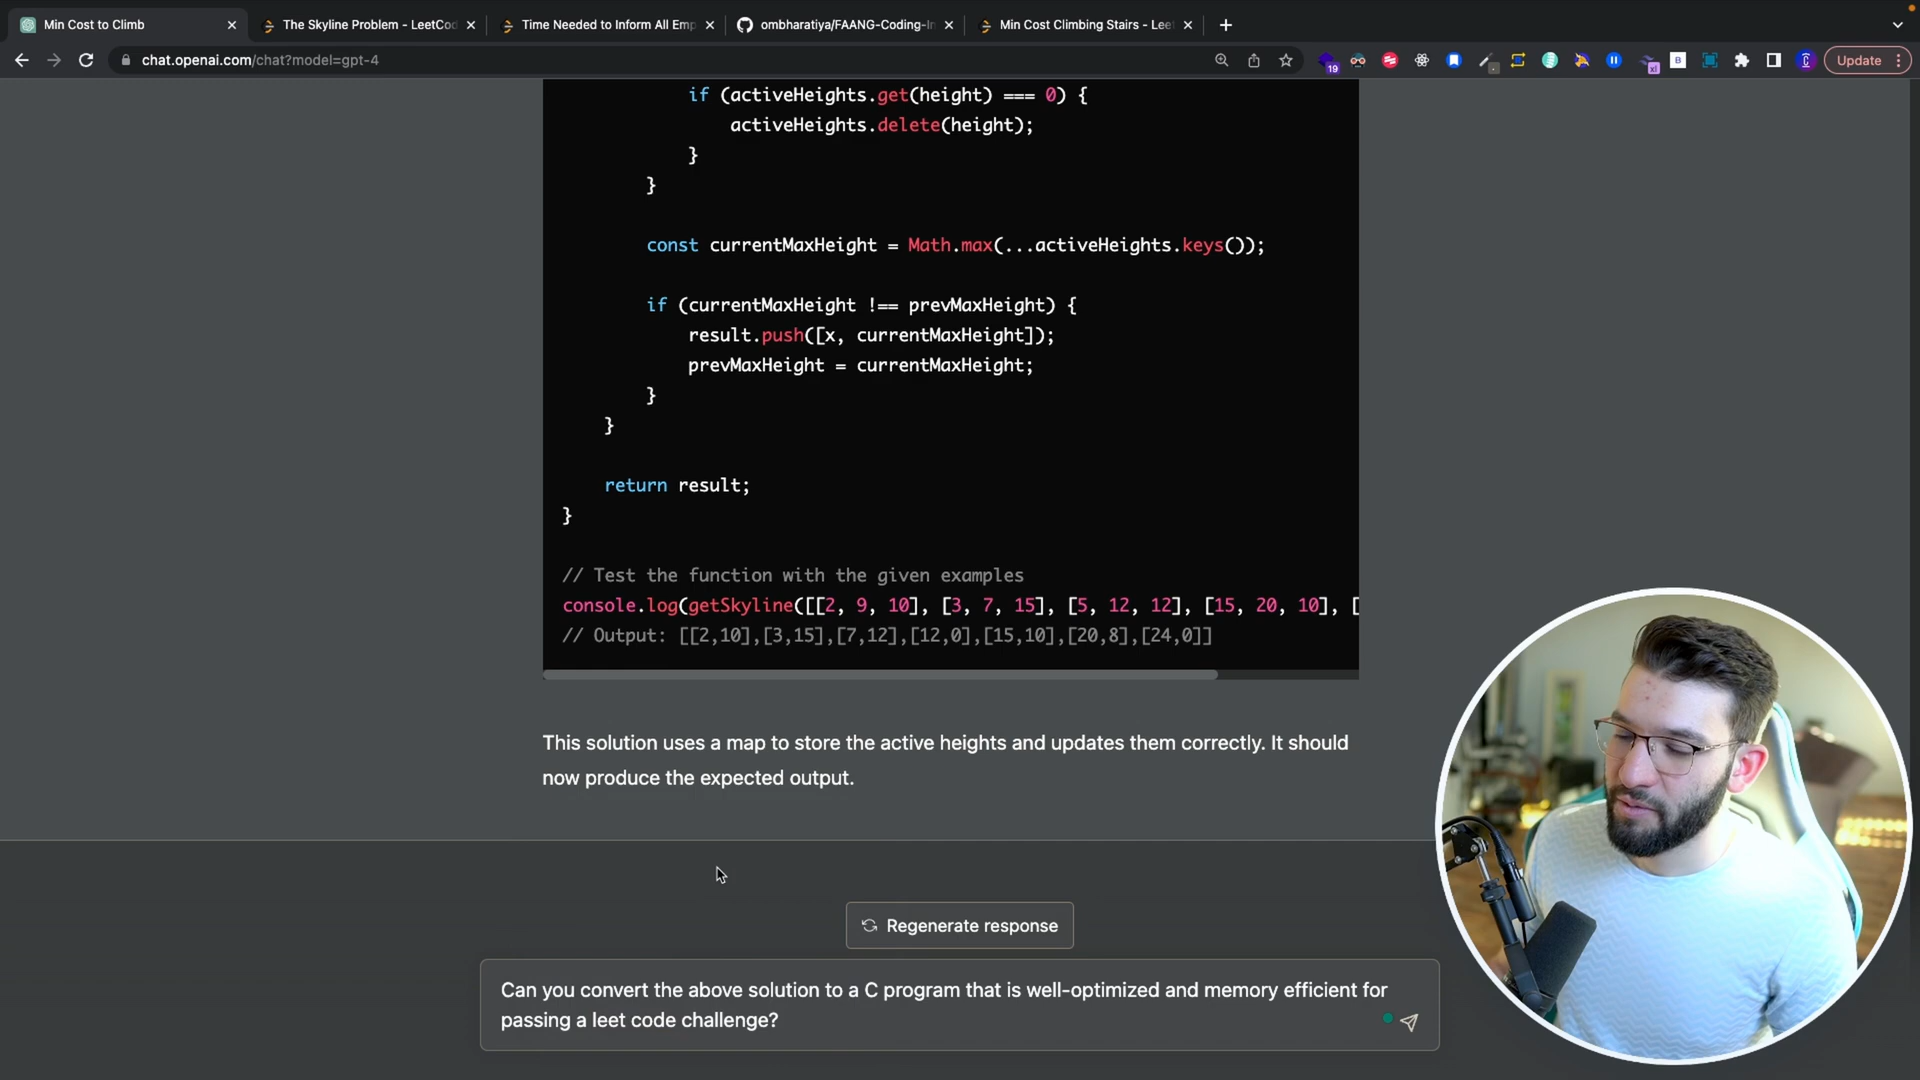 Min Cost to Climb
The Skyline Problem - LeetCod
Time Needed to Inform All Emp
ombharatiya/FAANG-Coding-In
Min Cost Climbing Stairs - Leet
chat.openai.com/chat?model=gpt-4
19
Update
if (activeHeights.get(height) === 0) {
activeHeights.delete(height);
}
}
const currentMaxHeight = Math.max(...activeHeights.keys());
if (currentMaxHeight !== prevMaxHeight) {
result.push([x, currentMaxHeight]);
prevMaxHeight = currentMaxHeight;
}
}
return result;
}
// Test the function with the given examples
console.log(getSkyline([[2, 9, 10], [3, 7, 15], [5, 12, 12], [15, 20, 10], [
// Output: [[2,10],[3,15],[7,12],[12,0],[15,10],[20,8],[24,0]]
This solution uses a map to store the active heights and updates them correctly. It should
now produce the expected output.
Regenerate response
Can you convert the above solution to a C program that is well-optimized and memory efficient for
passing a leet code challenge?